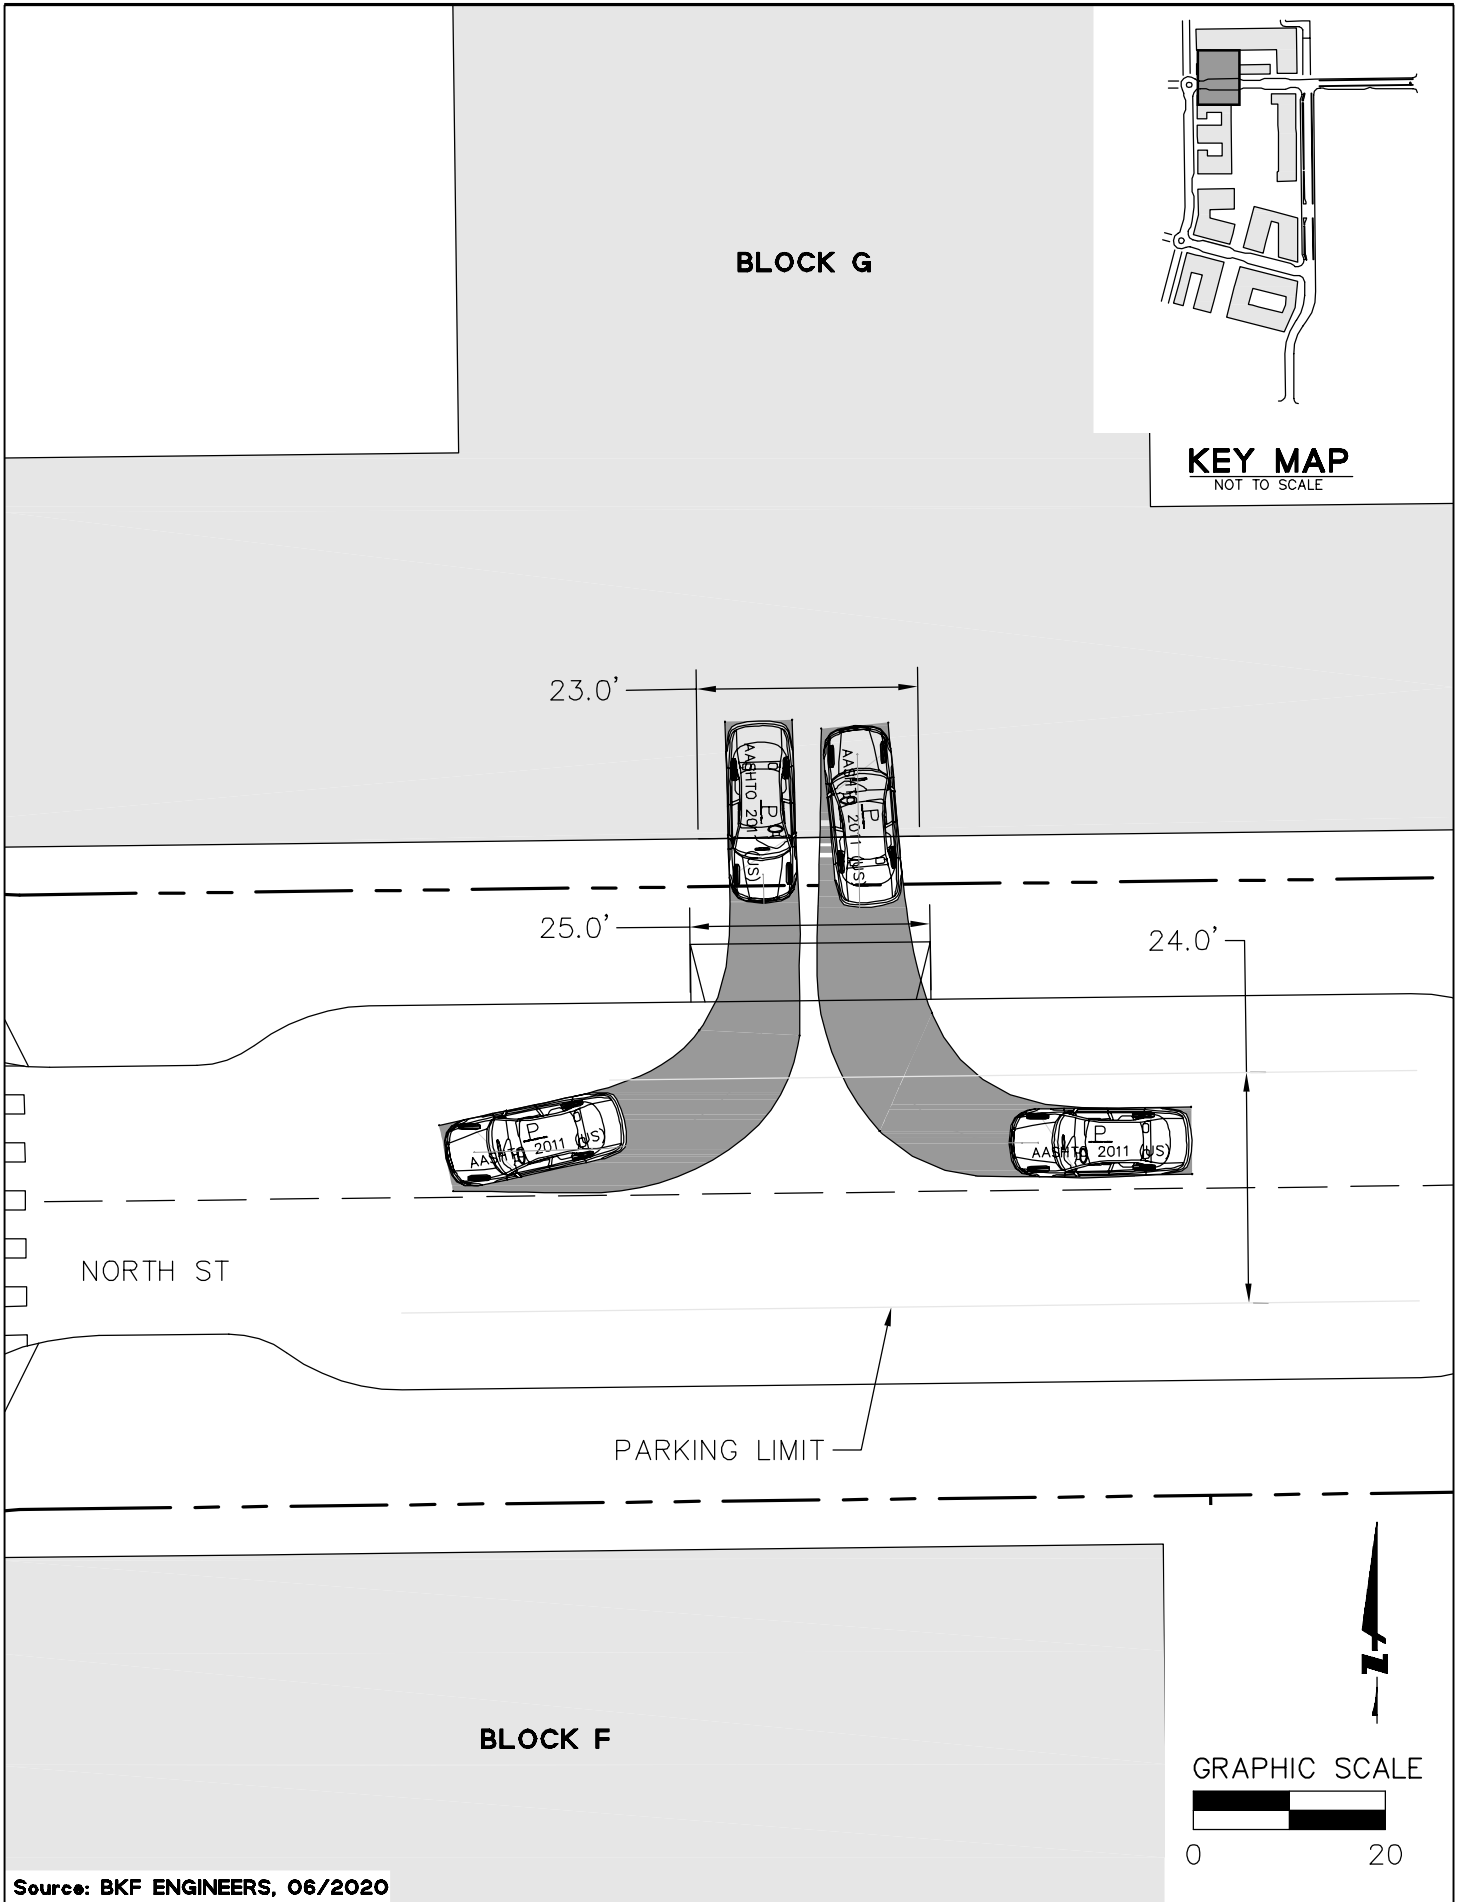 BLOCK G
KEY MAP
NOT TO SCALE
23.0'
AASHTO 2011 (US)
P
AASHTO 2011 (US)
P
25.0'
24.0'
P
AASHTO 2011 (US)
P
AASHTO 2011 (US)
NORTH ST
PARKING LIMIT
BLOCK F
GRAPHIC SCALE
0 20
Source: BKF ENGINEERS, 06/2020